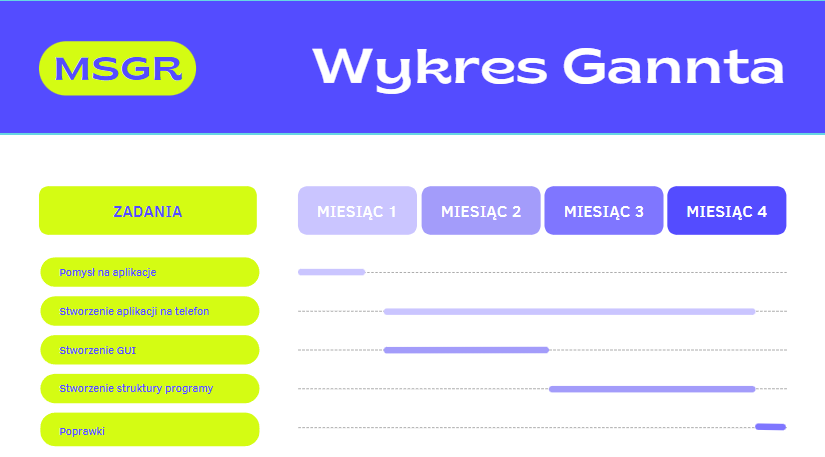 MSGR
Wykres Gannta
ZADANIA
MIESIĄC 1
MIESIĄC 2
MIESIĄC 3
MIESIĄC 4
Pomysł na aplikacje
Stworzenie aplikacji na telefon
Stworzenie GUI
Stworzenie struktury programy
Poprawki